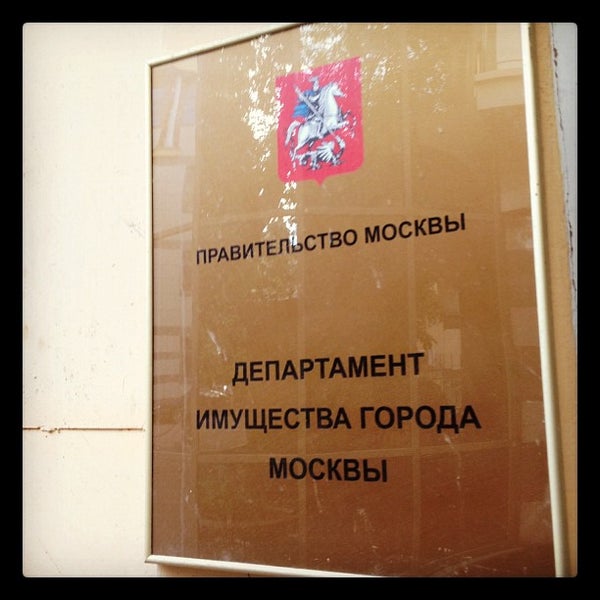 ПРАВИТЕЛЬСТВО МОСКВЫ
ДЕПАРТАМЕНТ
ИМУЩЕСТВА ГОРОДА
МОСКВЫ